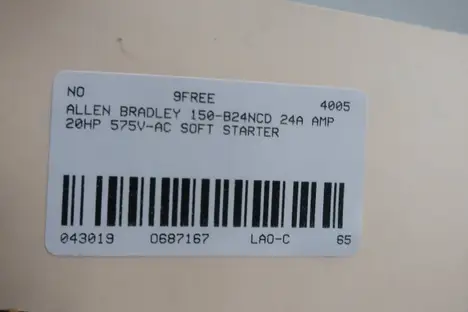 NO 9FREE 4005
ALLEN BRADLEY 150-B24NCD 24A AMP
20HP 575V-AC SOFT STARTER
043019 0687167 LAO-C 65